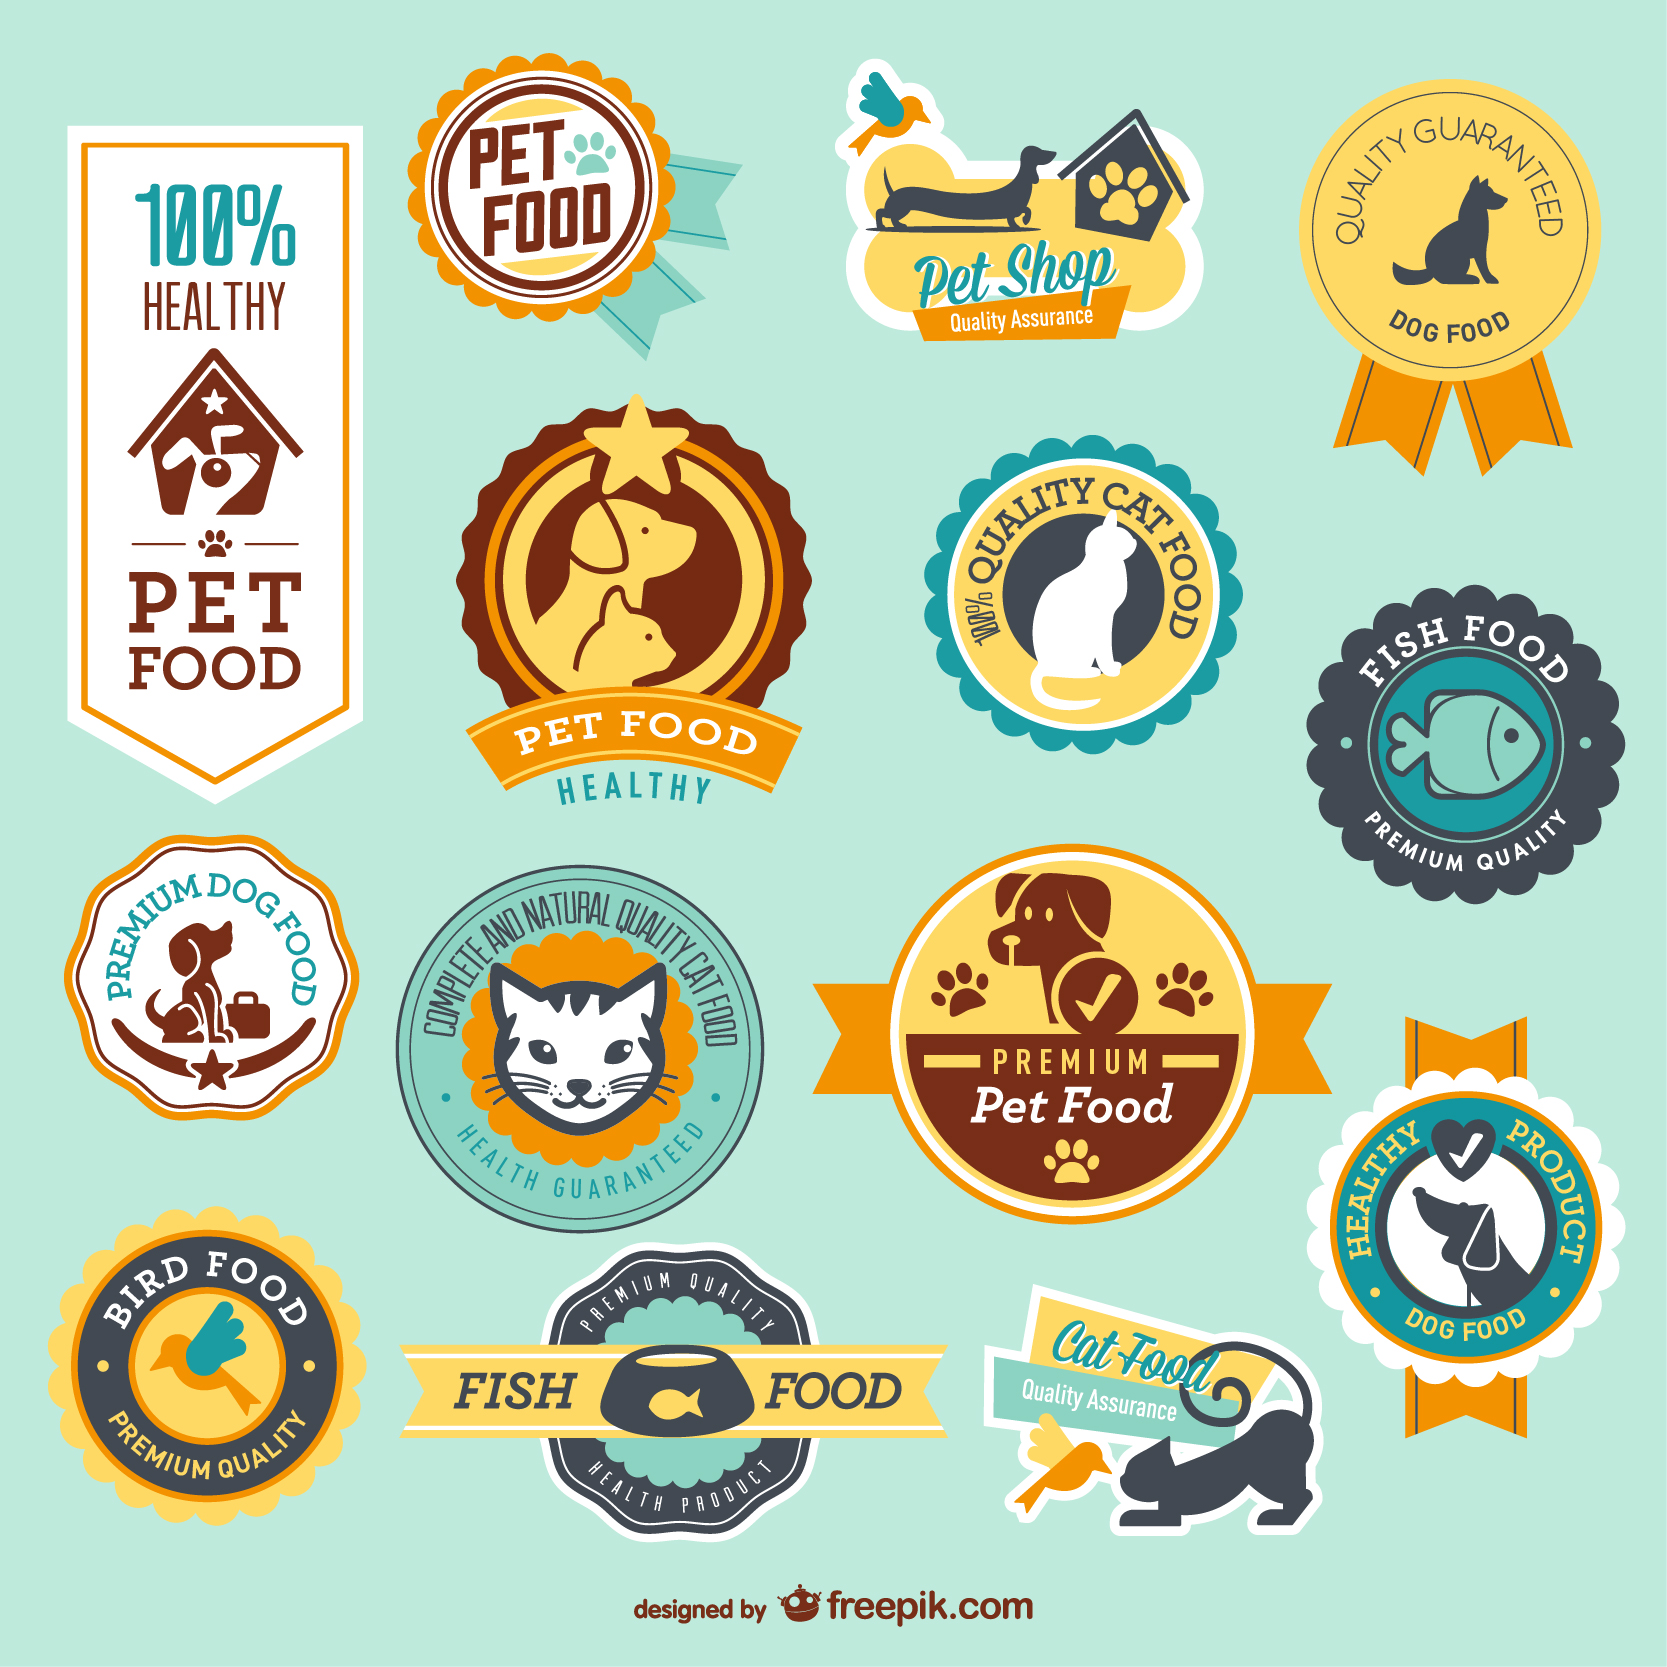 100%
HEALTHY
PET
FOOD
PET
FOOD
Pet Shop
Quality Assurance
QUALITY GUARANTEED
DOG FOOD
PET FOOD
HEALTHY
100% QUALITY CAT FOOD
FISH FOOD
PREMIUM QUALITY
PREMIUM DOG FOOD
COMPLETE AND NATURAL QUALITY CAT FOOD
HEALTH GUARANTEED
PREMIUM
Pet Food
HEALTHY PRODUCT
DOG FOOD
BIRD FOOD
PREMIUM QUALITY
PREMIUM QUALITY
FISH FOOD
HEALTH PRODUCT
Cat Food
Quality Assurance
designed by freepik.com